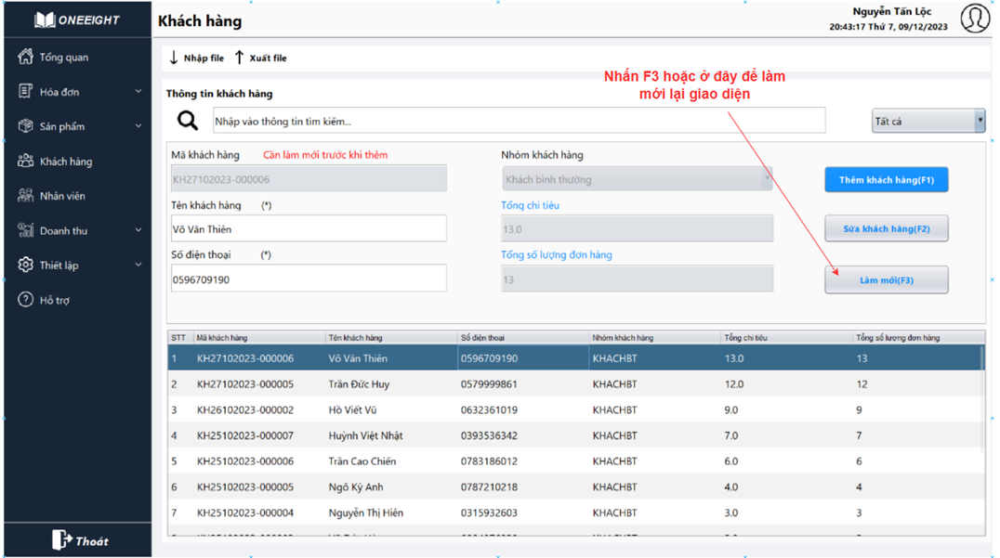 ONEEIGHT
Khách hàng
Nguyễn Tấn Lộc
20:43:17 Thứ 7, 09/12/2023
Tổng quan
Hóa đơn
Sản phẩm
Khách hàng
Nhân viên
Doanh thu
Thiết lập
Hỗ trợ
Thoát
Nhập file Xuất file
Nhấn F3 hoặc ở đây để làm
mới lại giao diện
Thông tin khách hàng
Nhập vào thông tin tìm kiếm... Tất cả
Mã khách hàng Cần làm mới trước khi thêm Nhóm khách hàng
KH27102023-000006 Khách bình thường Thêm khách hàng(F1)
Tên khách hàng (*) Tổng chi tiêu
Võ Văn Thiên 13.0 Sửa khách hàng(F2)
Số điện thoại (*) Tổng số lượng đơn hàng
0596709190 13 Làm mới(F3)
STT Mã khách hàng Tên khách hàng Số điện thoại Nhóm khách hàng Tổng chi tiêu Tổng số lượng đơn hàng
1 KH27102023-000006 Võ Văn Thiên 0596709190 KHACHBT 13.0 13
2 KH27102023-000005 Trần Đức Huy 0579999861 KHACHBT 12.0 12
3 KH26102023-000002 Hồ Viết Vũ 0632361019 KHACHBT 9.0 9
4 KH25102023-000007 Huỳnh Việt Nhật 0393536342 KHACHBT 7.0 7
5 KH25102023-000006 Trần Cao Chiến 0783186012 KHACHBT 6.0 6
6 KH25102023-000005 Ngô Kỳ Anh 0787210218 KHACHBT 4.0 4
7 KH25102023-000004 Nguyễn Thị Hiên 0315932603 KHACHBT 3.0 3